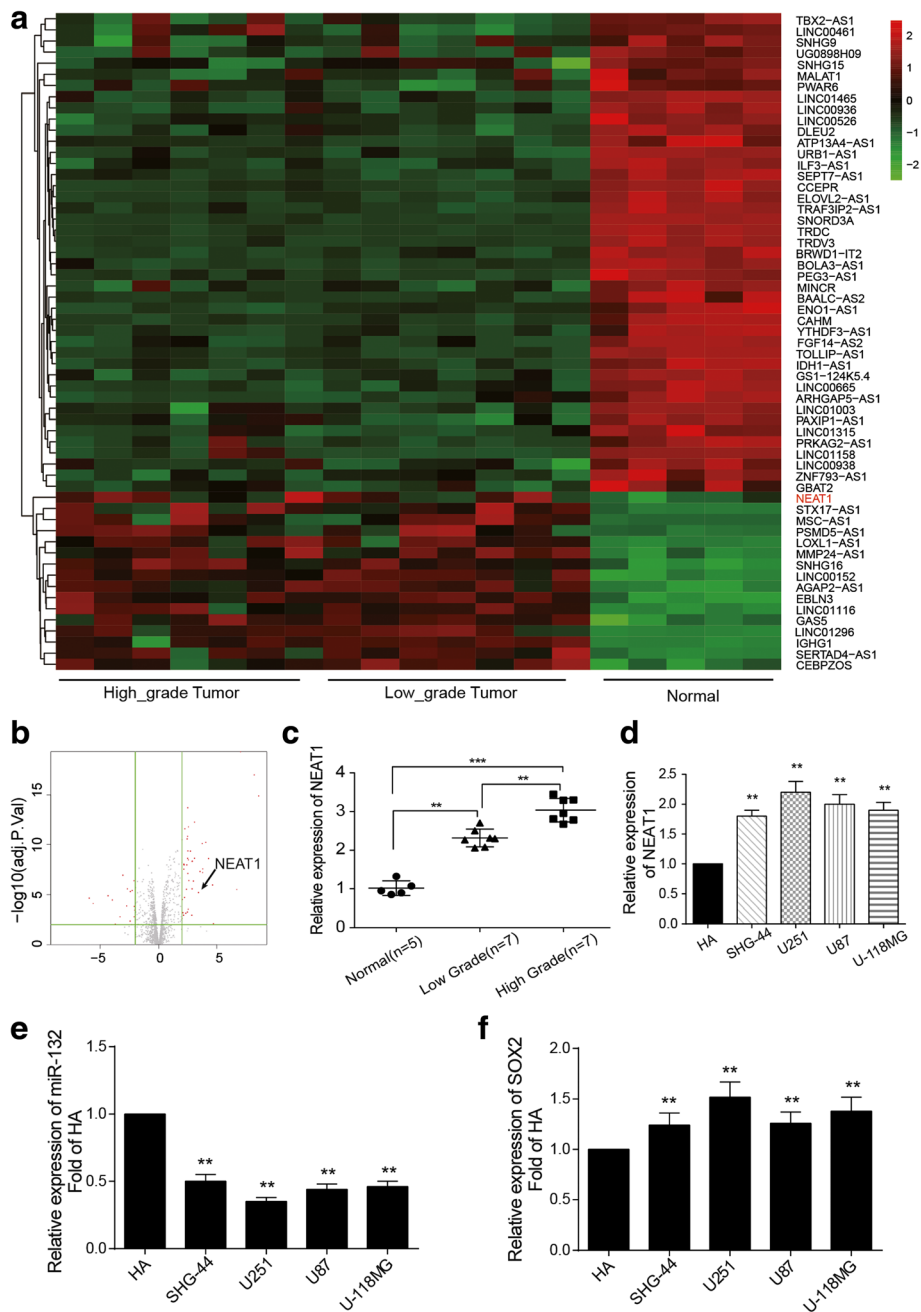 a
TBX2-AS1
LINC00461
SNHG9
UG0898H09
SNHG15
MALAT1
PWAR6
LINC01465
LINC00936
LINC00526
DLEU2
ATP13A4-AS1
URB1-AS1
ILF3-AS1
SEPT7-AS1
CCEPR
ELOVL2-AS1
TRAF3IP2-AS1
SNORD3A
TRDC
TRDV3
BRWD1-IT2
BOLA3-AS1
PEG3-AS1
MINCR
BAALC-AS2
ENO1-AS1
CAHM
YTHDF3-AS1
FGF14-AS2
TOLLIP-AS1
IDH1-AS1
GS1-124K5.4
LINC00665
ARHGAP5-AS1
LINC01003
PAXIP1-AS1
LINC01315
PRKAG2-AS1
LINC01158
LINC00938
ZNF793-AS1
GBAT2
NEAT1
STX17-AS1
MSC-AS1
PSMD5-AS1
LOXL1-AS1
MMP24-AS1
SNHG16
LINC00152
AGAP2-AS1
EBLN3
LINC01116
GAS5
LINC01296
IGHG1
SERTAD4-AS1
CEBPZOS
2
1
0
−1
−2
High_grade Tumor Low_grade Tumor Normal
b
-log10(adj.P.Val)
15
10
5
0
−5 0 5
NEAT1
c
Relative expression of NEAT1
4
3
2
1
0
***
** **
Normal(n=5)
Low Grade(n=7)
High Grade(n=7)
d
Relative expression
of NEAT1
2.5
2.0
1.5
1.0
0.5
0.0
** ** ** **
HA SHG-44 U251 U87 U-118MG
e
Relative expression of miR-132
Fold of HA
1.5
1.0
0.5
0.0
** ** ** **
HA SHG-44 U251 U87 U-118MG
f
Relative expression of SOX2
Fold of HA
2.0
1.5
1.0
0.5
0.0
** ** ** **
HA SHG-44 U251 U87 U-118MG